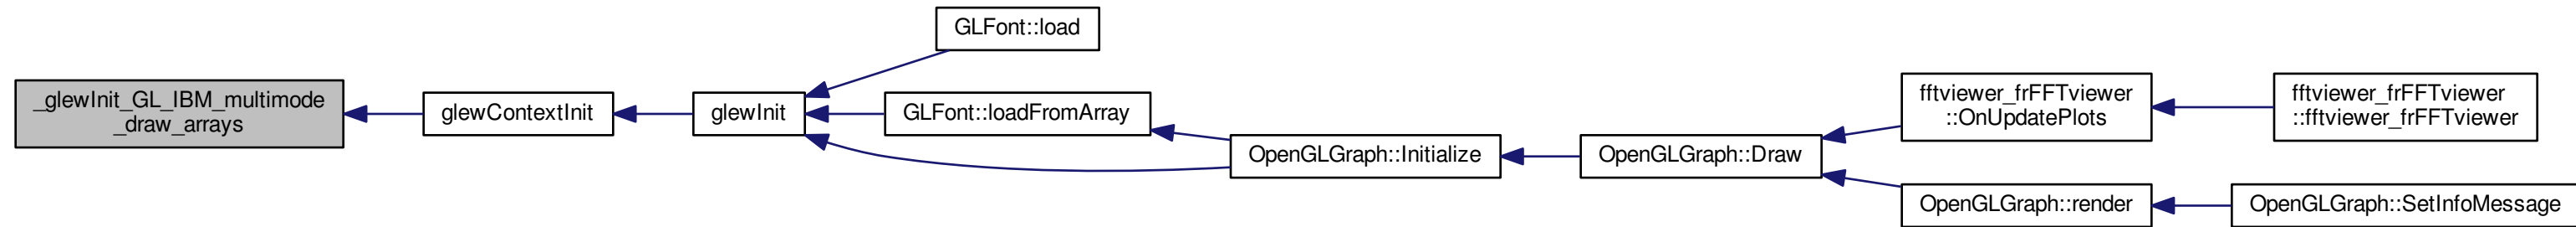 GLFont::load
_glewInit_GL_IBM_multimode
_draw_arrays
glewContextInit
glewInit
GLFont::loadFromArray
OpenGLGraph::Initialize
OpenGLGraph::Draw
fftviewer_frFFTviewer
::OnUpdatePlots
fftviewer_frFFTviewer
::fftviewer_frFFTviewer
OpenGLGraph::render
OpenGLGraph::SetInfoMessage